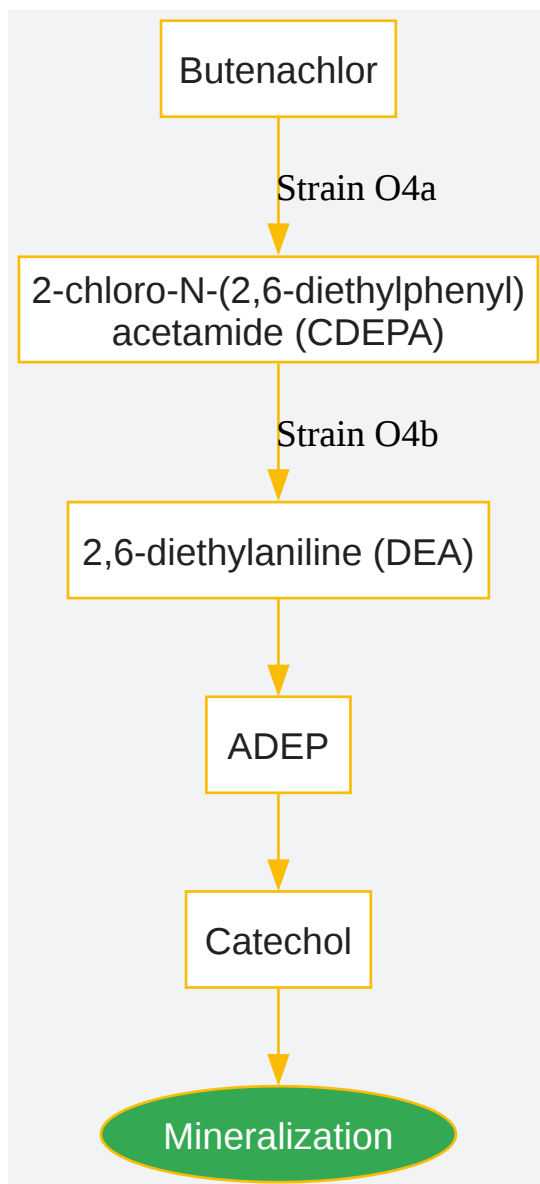 Butenachlor
Strain O4a
2-chloro-N-(2,6-diethylphenyl)
acetamide (CDEPA)
Strain O4b
2,6-diethylaniline (DEA)
ADEP
Catechol
Mineralization